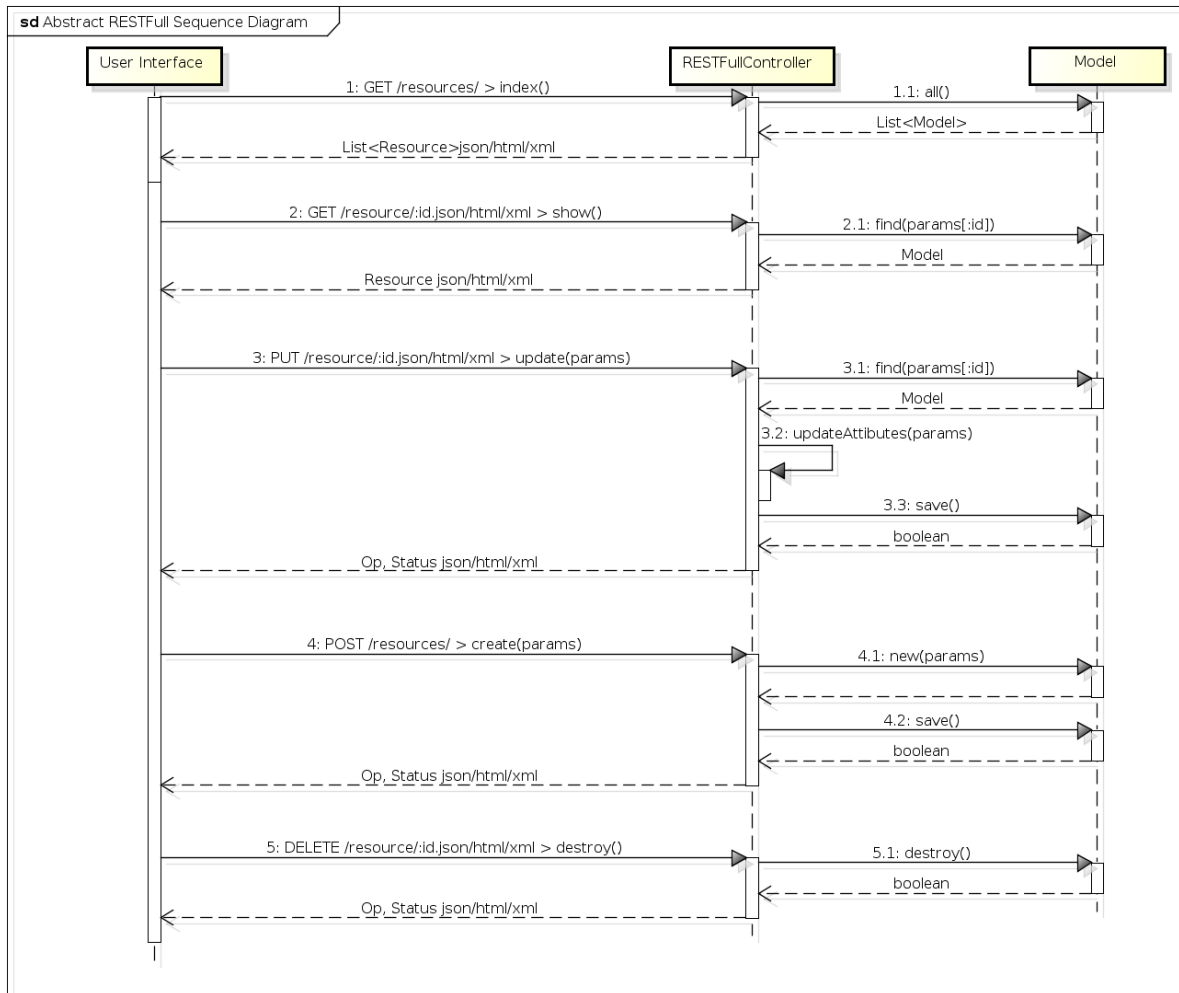 sd Abstract RESTFull Sequence Diagram
User Interface
RESTFullController
Model
1: GET /resources/ > index()
1.1: all()
List<Model>
List<Resource>json/html/xml
2: GET /resource/:id.json/html/xml > show()
2.1: find(params[:id])
Model
Resource json/html/xml
3: PUT /resource/:id.json/html/xml > update(params)
3.1: find(params[:id])
Model
3.2: updateAttibutes(params)
3.3: save()
boolean
Op, Status json/html/xml
4: POST /resources/ > create(params)
4.1: new(params)
4.2: save()
boolean
Op, Status json/html/xml
5: DELETE /resource/:id.json/html/xml > destroy()
5.1: destroy()
boolean
Op, Status json/html/xml